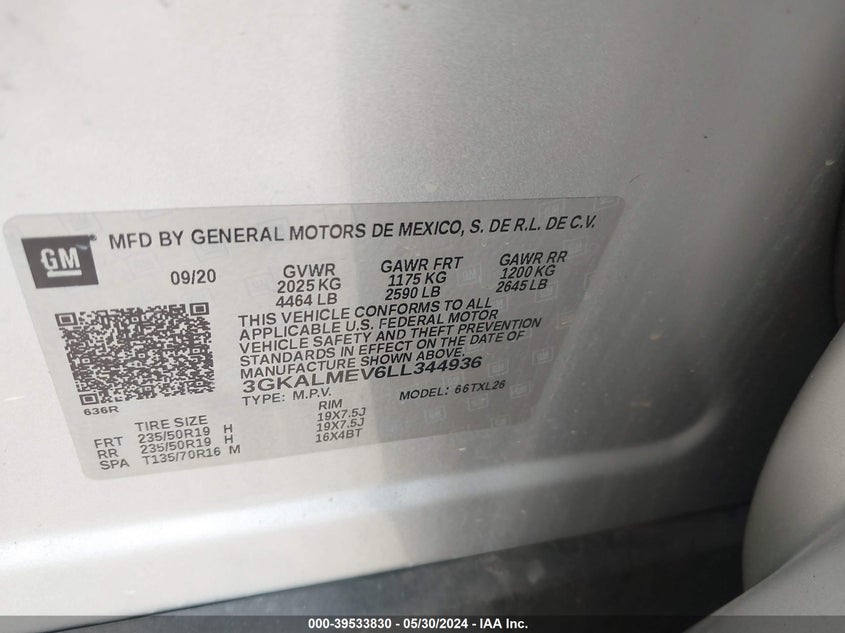 GM
MFD BY GENERAL MOTORS DE MEXICO, S. DE R.L. DE C.V.
09/20 GVWR GAWR FRT GAWR RR
2025 KG 1175 KG 1200 KG
4464 LB 2590 LB 2645 LB
THIS VEHICLE CONFORMS TO ALL
APPLICABLE U.S. FEDERAL MOTOR
VEHICLE SAFETY AND THEFT PREVENTION
STANDARDS IN EFFECT ON THE DATE OF
MANUFACTURE SHOWN ABOVE.
3GKALMEV6LL344936
TYPE: M.P.V. MODEL: 66TXL26
636R
TIRE SIZE RIM
FRT 235/50R19 H 19X7.5J
RR 235/50R19 H 19X7.5J
SPA T135/70R16 M 16X4BT
000-39533830 - 05/30/2024 - IAA Inc.